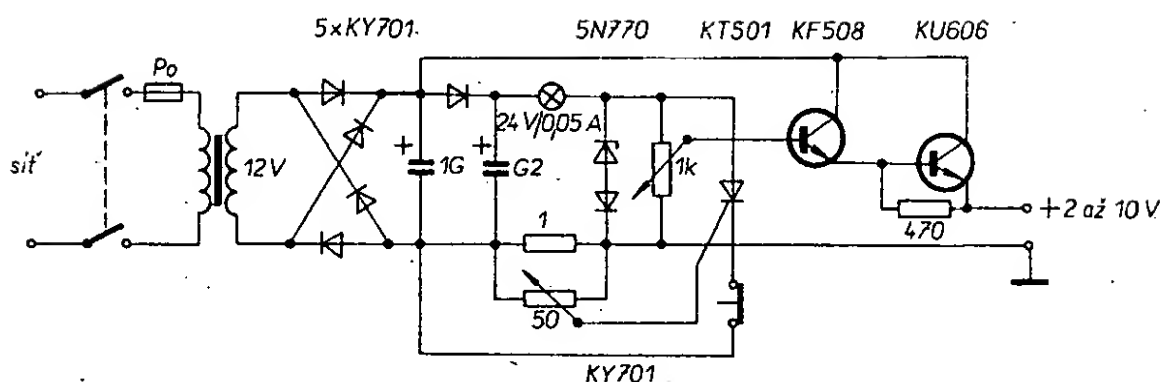 5×KY701.
5N770
KT501
KF508
KU606
Po
síť
12V
1G
G2
24V/0,05A
1k
1
50
470
+2 až 10 V
KY701